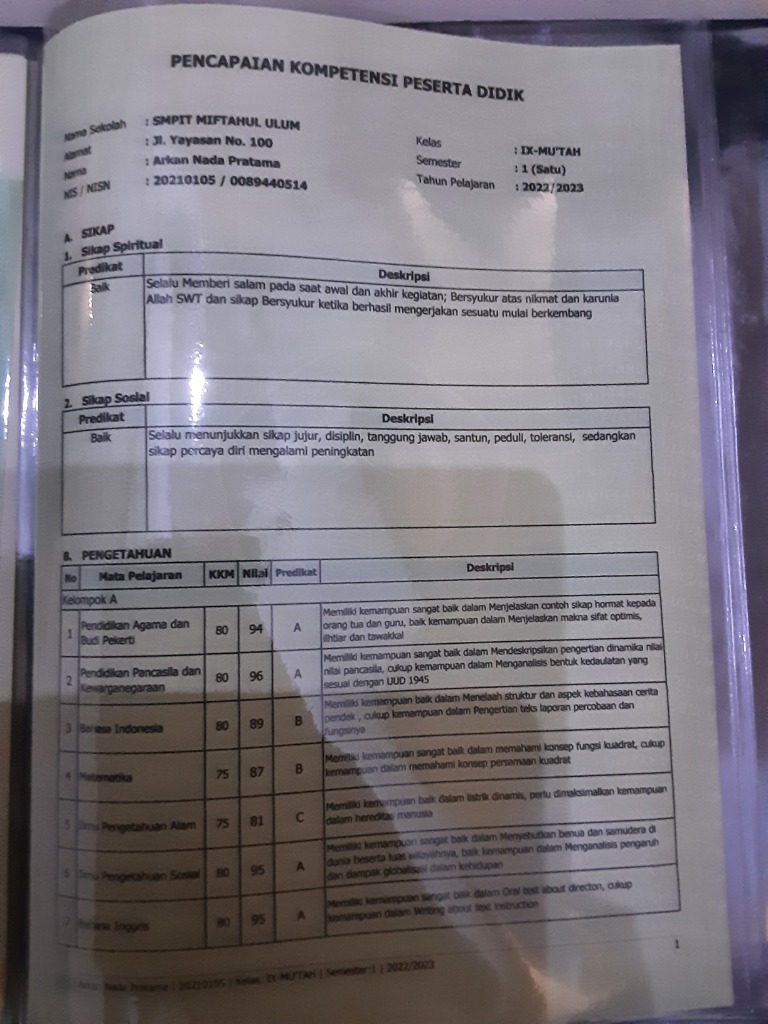 PENCAPAIAN KOMPETENSI PESERTA DIDIK
Nama Sekolah : SMPIT MIFTAHUL ULUM
Alamat : Jl. Yayasan No. 100
Nama : Arkan Nada Pratama
NIS / NISN : 20210105 / 0089440514
Kelas : IX-MU'TAH
Semester : 1 (Satu)
Tahun Pelajaran : 2022/2023
A. SIKAP
1. Sikap Spiritual
Predikat Deskripsi
Baik Selalu Memberi salam pada saat awal dan akhir kegiatan; Bersyukur atas nikmat dan karunia
Allah SWT dan sikap Bersyukur ketika berhasil mengerjakan sesuatu mulai berkembang
2. Sikap Sosial
Predikat Deskripsi
Baik Selalu menunjukkan sikap jujur, disiplin, tanggung jawab, santun, peduli, toleransi, sedangkan
sikap percaya diri mengalami peningkatan
B. PENGETAHUAN
No Mata Pelajaran KKM Nilai Predikat Deskripsi
Kelompok A
1 Pendidikan Agama dan Budi Pekerti 80 94 A Memiliki kemampuan sangat baik dalam Menjelaskan contoh sikap hormat kepada
orang tua dan guru, baik kemampuan dalam Menjelaskan makna sifat optimis,
ihtiar dan tawakkal
2 Pendidikan Pancasila dan Kewarganegaraan 80 96 A Memiliki kemampuan sangat baik dalam Mendeskripsikan pengertian dinamika nilai
nilai pancasila, cukup kemampuan dalam Menganalisis bentuk kedaulatan yang
sesuai dengan UUD 1945
3 Bahasa Indonesia 80 89 B Memiliki kemampuan baik dalam Menelaah struktur dan aspek kebahasaan cerita
pendek , cukup kemampuan dalam Pengertian teks laporan percobaan dan
fungsinya
4 Matematika 75 87 B Memiliki kemampuan sangat baik dalam memahami konsep fungsi kuadrat, cukup
kemampuan dalam memahami konsep persamaan kuadrat
5 Ilmu Pengetahuan Alam 75 81 C Memiliki kemampuan baik dalam listrik dinamis, perlu dimaksimalkan kemampuan
dalam hereditas manusia
6 Ilmu Pengetahuan Sosial 80 95 A Memiliki kemampuan sangat baik dalam Menyebutkan benua dan samudera di
dunia beserta luas wilayahnya, baik kemampuan dalam Menganalisis pengaruh
dan dampak globalisasi dalam kehidupan
7 Bahasa Inggris 80 95 A Memiliki kemampuan sangat baik dalam Oral test about directon, cukup
kemampuan dalam Writing about text instruction
1
Arkan Nada Pratama | 20210105 | Kelas: IX-MU'TAH | Semester:1 | 2022/2023